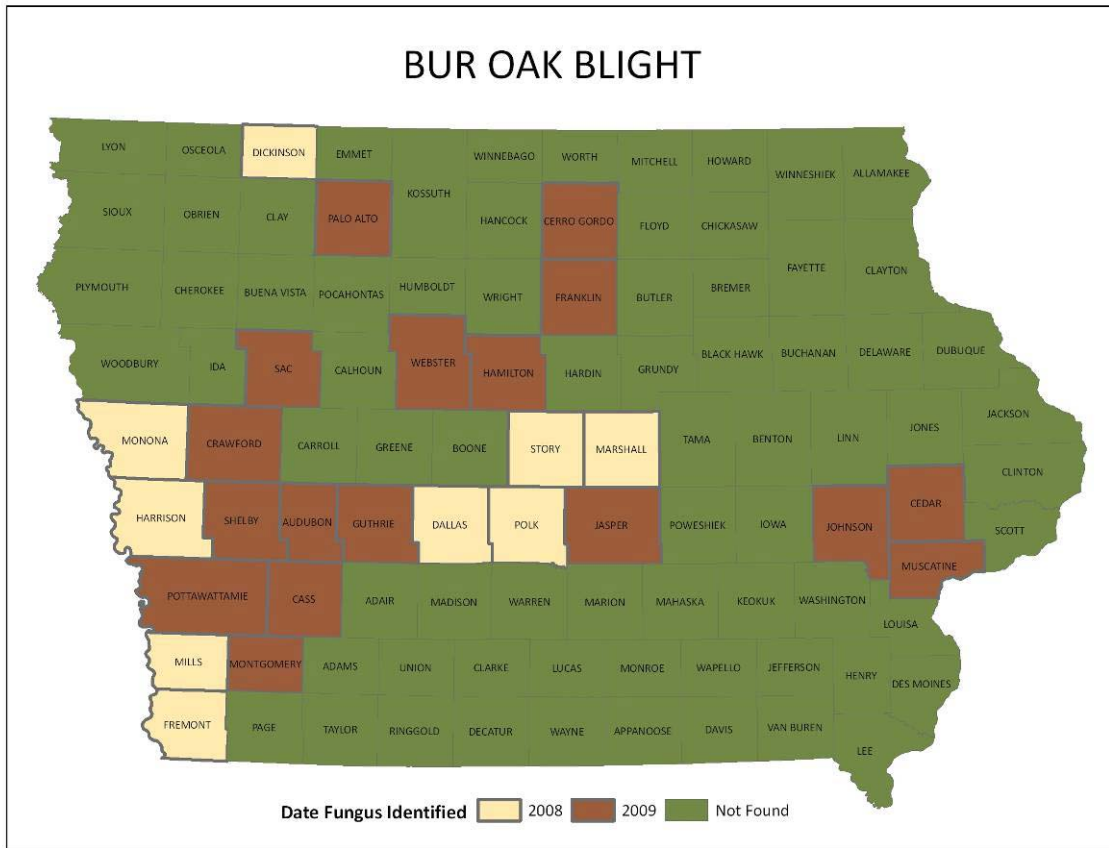 BUR OAK BLIGHT
LYON
OSCEOLA
DICKINSON
EMMET
WINNEBAGO
WORTH
MITCHELL
HOWARD
WINNESHIEK
ALLAMAKEE
KOSSUTH
SIOUX
OBRIEN
CLAY
PALO ALTO
HANCOCK
CERRO GORDO
FLOYD
CHICKASAW
FAYETTE
CLAYTON
PLYMOUTH
CHEROKEE
BUENA VISTA
POCAHONTAS
HUMBOLDT
WRIGHT
FRANKLIN
BUTLER
BREMER
WOODBURY
IDA
SAC
CALHOUN
WEBSTER
HAMILTON
HARDIN
GRUNDY
BLACK HAWK
BUCHANAN
DELAWARE
DUBUQUE
MONONA
CRAWFORD
CARROLL
GREENE
BOONE
STORY
MARSHALL
TAMA
BENTON
LINN
JONES
JACKSON
CLINTON
HARRISON
SHELBY
AUDUBON
GUTHRIE
DALLAS
POLK
JASPER
POWESHIEK
IOWA
JOHNSON
CEDAR
SCOTT
MUSCATINE
POTTAWATTAMIE
CASS
ADAIR
MADISON
WARREN
MARION
MAHASKA
KEOKUK
WASHINGTON
LOUISA
MILLS
MONTGOMERY
ADAMS
UNION
CLARKE
LUCAS
MONROE
WAPELLO
JEFFERSON
HENRY
DES MOINES
FREMONT
PAGE
TAYLOR
RINGGOLD
DECATUR
WAYNE
APPANOOSE
DAVIS
VAN BUREN
LEE
Date Fungus Identified 2008 2009 Not Found